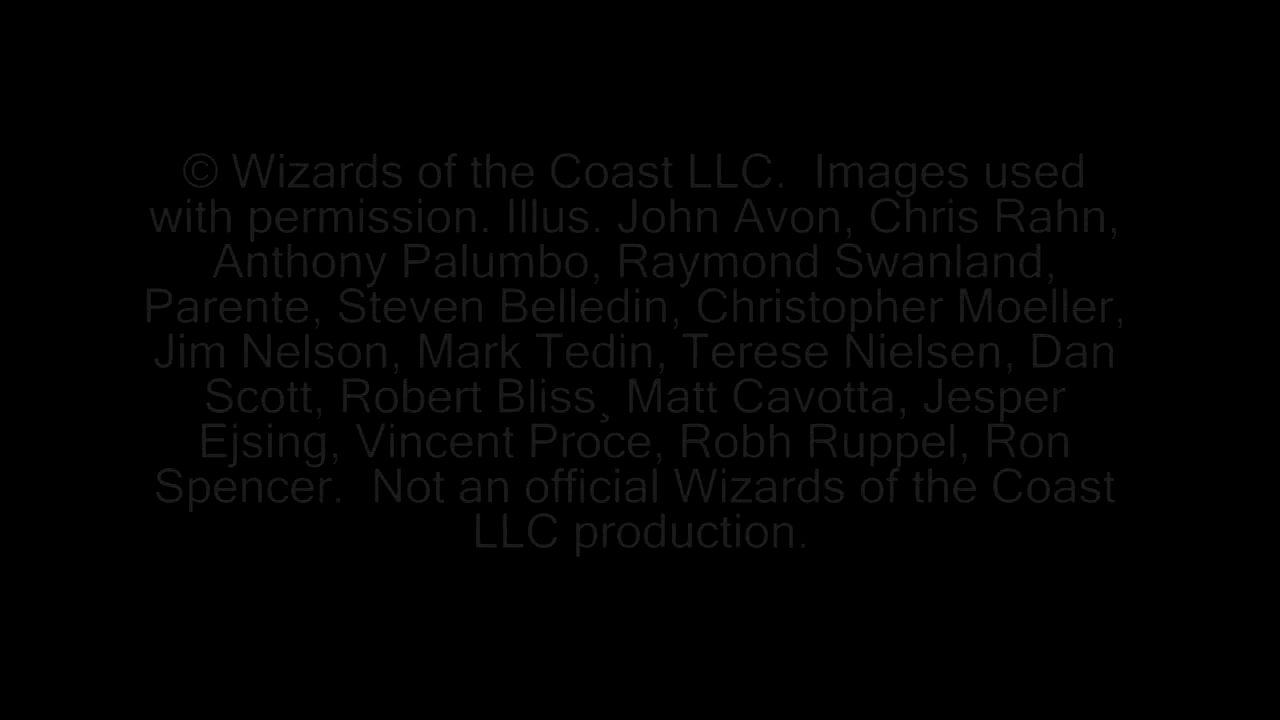 © Wizards of the Coast LLC.  Images used
with permission. Illus. John Avon, Chris Rahn,
Anthony Palumbo, Raymond Swanland,
Parente, Steven Belledin, Christopher Moeller,
Jim Nelson, Mark Tedin, Terese Nielsen, Dan
Scott, Robert Bliss¸ Matt Cavotta, Jesper
Ejsing, Vincent Proce, Robh Ruppel, Ron
Spencer.  Not an official Wizards of the Coast
LLC production.